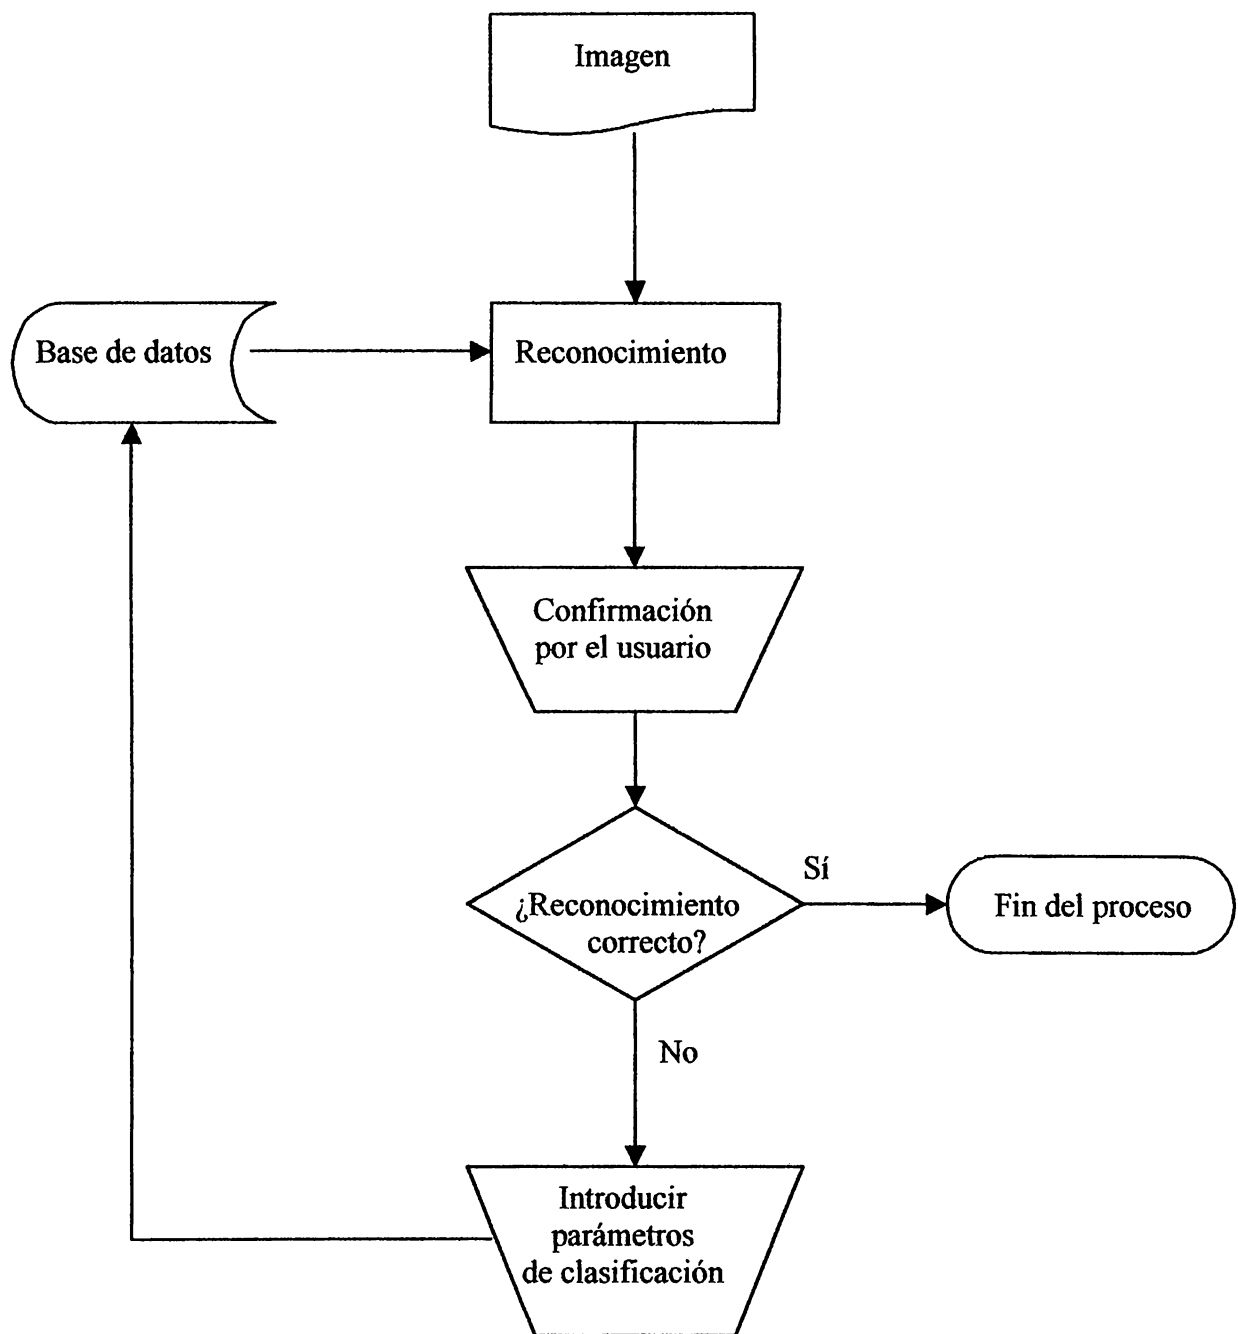 Imagen
Base de datos
Reconocimiento
Confirmación
por el usuario
Sí
¿Reconocimiento
correcto?
Fin del proceso
No
Introducir
parámetros
de clasificación